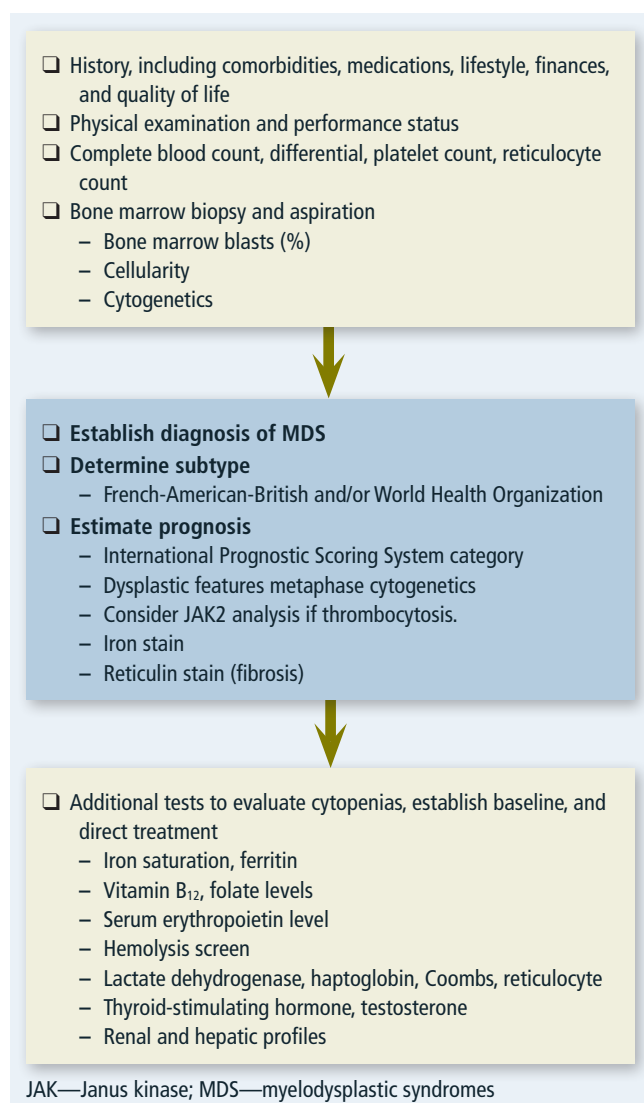 ❑ History, including comorbidities, medications, lifestyle, finances,
and quality of life
❑ Physical examination and performance status
❑ Complete blood count, differential, platelet count, reticulocyte
count
❑ Bone marrow biopsy and aspiration
– Bone marrow blasts (%)
– Cellularity
– Cytogenetics
❑ Establish diagnosis of MDS
❑ Determine subtype
– French-American-British and/or World Health Organization
❑ Estimate prognosis
– International Prognostic Scoring System category
– Dysplastic features metaphase cytogenetics
– Consider JAK2 analysis if thrombocytosis.
– Iron stain
– Reticulin stain (fibrosis)
❑ Additional tests to evaluate cytopenias, establish baseline, and
direct treatment
– Iron saturation, ferritin
– Vitamin B₁₂, folate levels
– Serum erythropoietin level
– Hemolysis screen
– Lactate dehydrogenase, haptoglobin, Coombs, reticulocyte
– Thyroid-stimulating hormone, testosterone
– Renal and hepatic profiles
JAK—Janus kinase; MDS—myelodysplastic syndromes